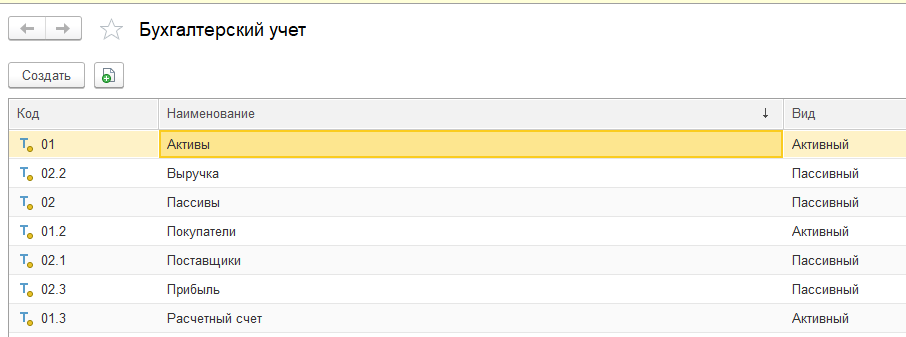 Бухгалтерский учет
Создать
Код Наименование ↓ Вид
01 Активы Активный
02.2 Выручка Пассивный
02 Пассивы Пассивный
01.2 Покупатели Активный
02.1 Поставщики Пассивный
02.3 Прибыль Пассивный
01.3 Расчетный счет Активный